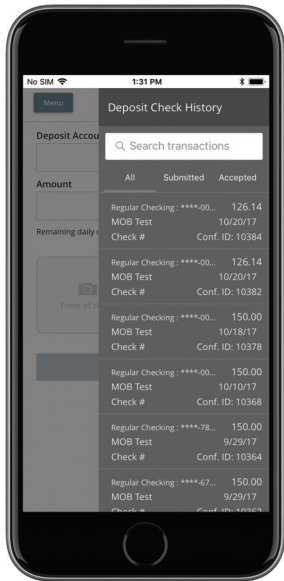 No SIM 1:31 PM
Menu
Deposit Check History
Deposit Accou
Search transactions
All Submitted Accepted
Amount
Remaining daily d
Front of ch
Regular Checking : ****-00... 126.14
MOB Test 10/20/17
Check # Conf. ID: 10384
Regular Checking : ****-00... 126.14
MOB Test 10/20/17
Check # Conf. ID: 10382
Regular Checking : ****-00... 150.00
MOB Test 10/18/17
Check # Conf. ID: 10378
Regular Checking : ****-00... 150.00
MOB Test 10/10/17
Check # Conf. ID: 10368
Regular Checking : ****-78... 150.00
MOB Test 9/29/17
Check # Conf. ID: 10364
Regular Checking : ****-67... 150.00
MOB Test 9/29/17
Check # Conf. ID: 10362